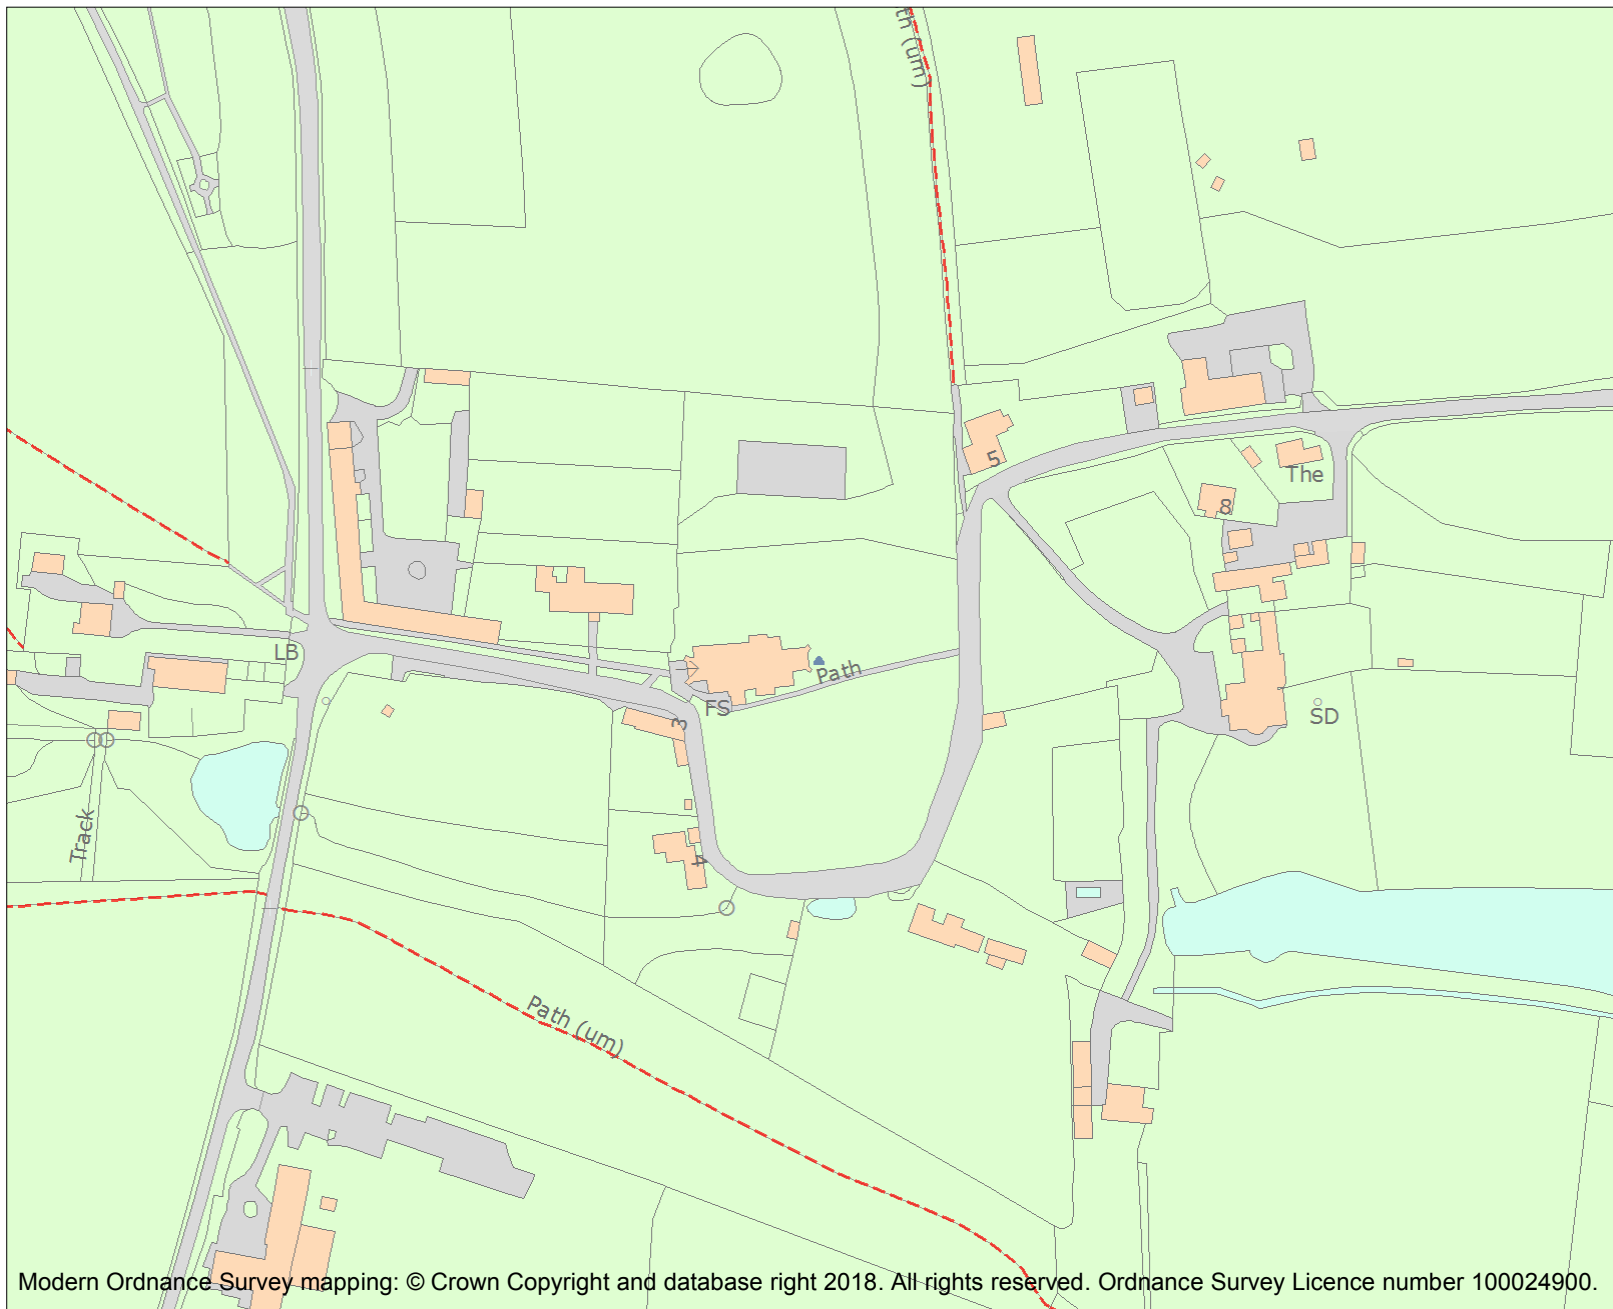 th (um)
5
The
8
LB
Path
FS
3
SD
Track
4
Path (um)
Modern Ordnance Survey mapping: © Crown Copyright and database right 2018. All rights reserved. Ordnance Survey Licence number 100024900.